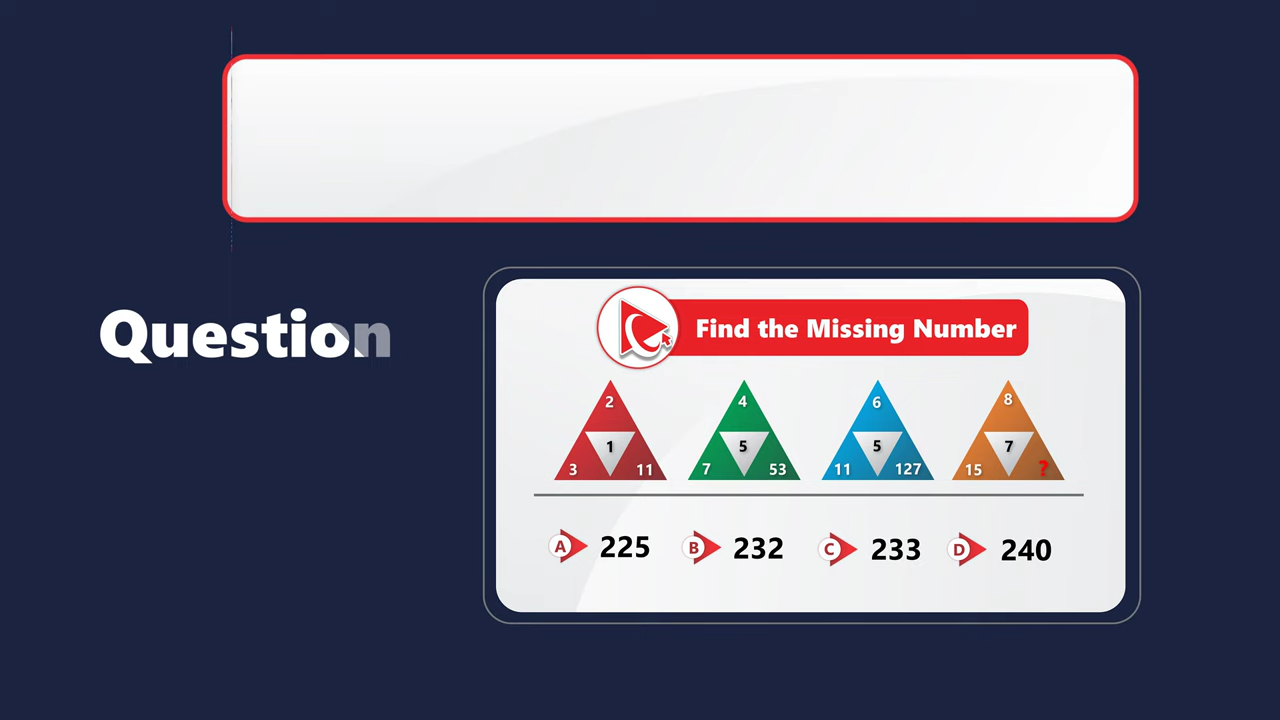 Question
Find the Missing Number
2 4 6 8
1 5 5 7
3 11 7 53 11 127 15 ?
A 225 B 232 C 233 D 240